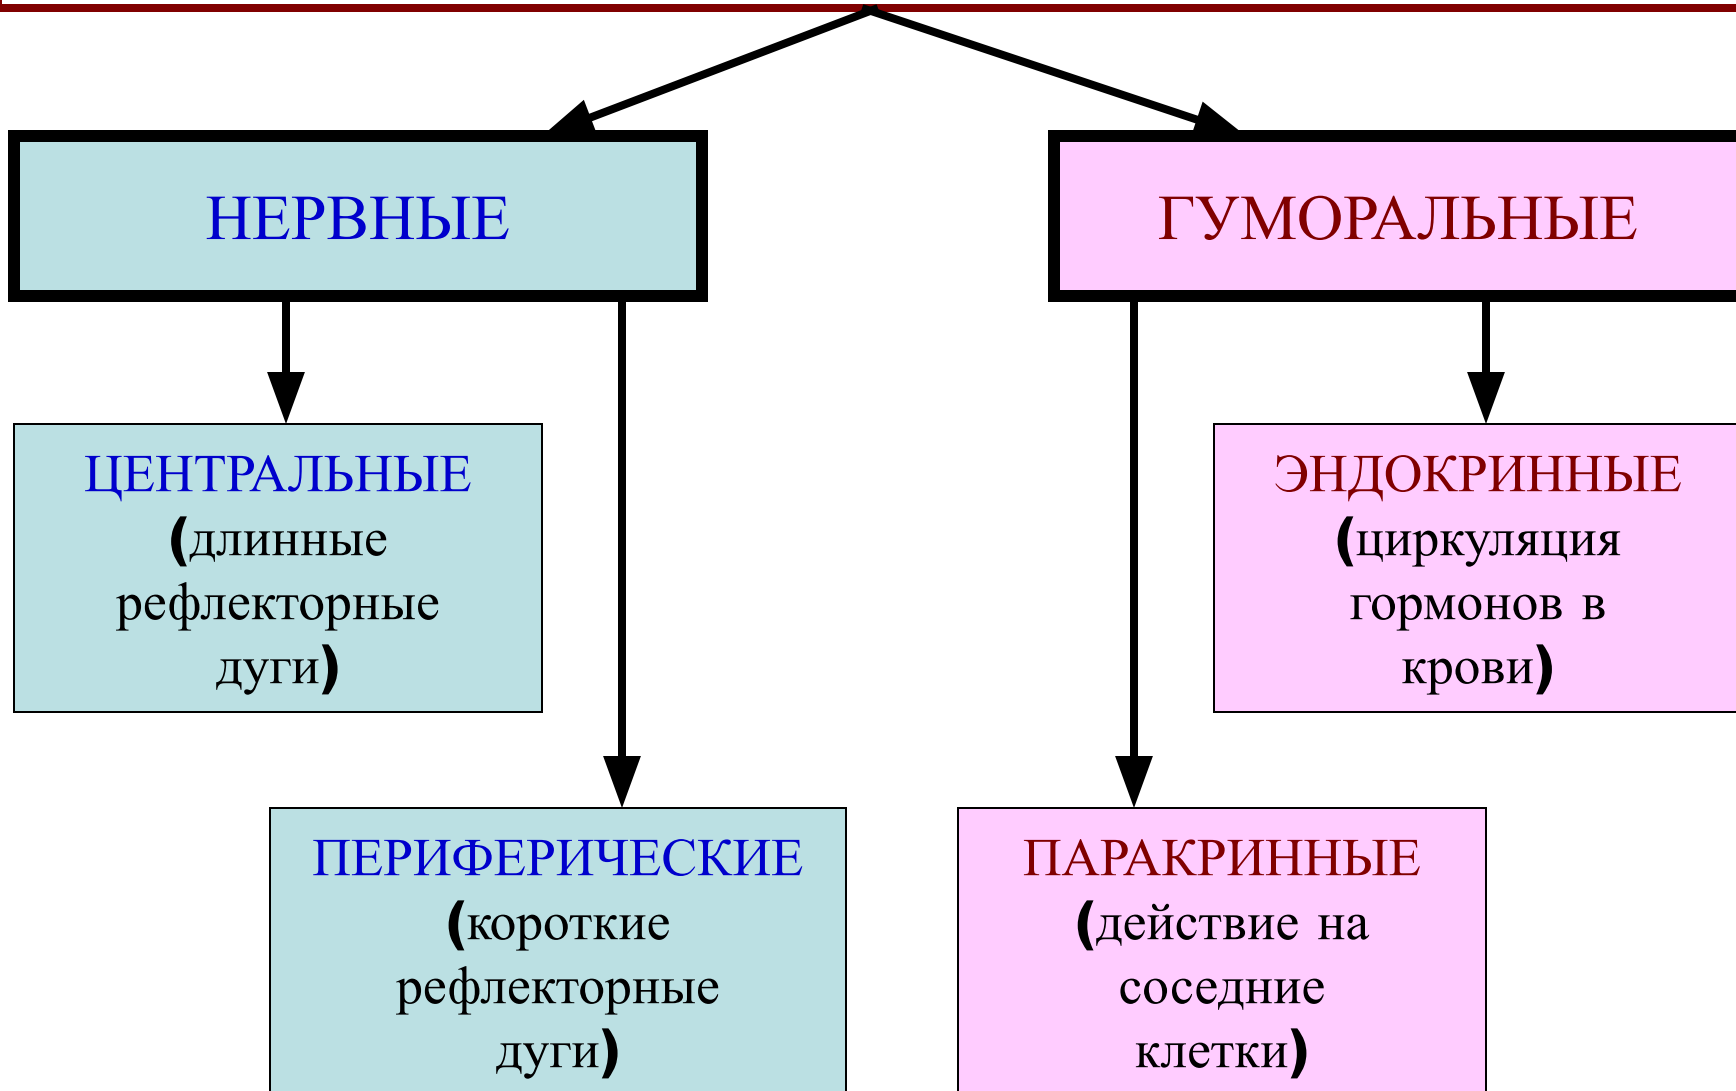 НЕРВНЫЕ
ГУМОРАЛЬНЫЕ
ЦЕНТРАЛЬНЫЕ
(длинные
рефлекторные
дуги)
ЭНДОКРИННЫЕ
(циркуляция
гормонов в
крови)
ПЕРИФЕРИЧЕСКИЕ
(короткие
рефлекторные
дуги)
ПАРАКРИННЫЕ
(действие на
соседние
клетки)